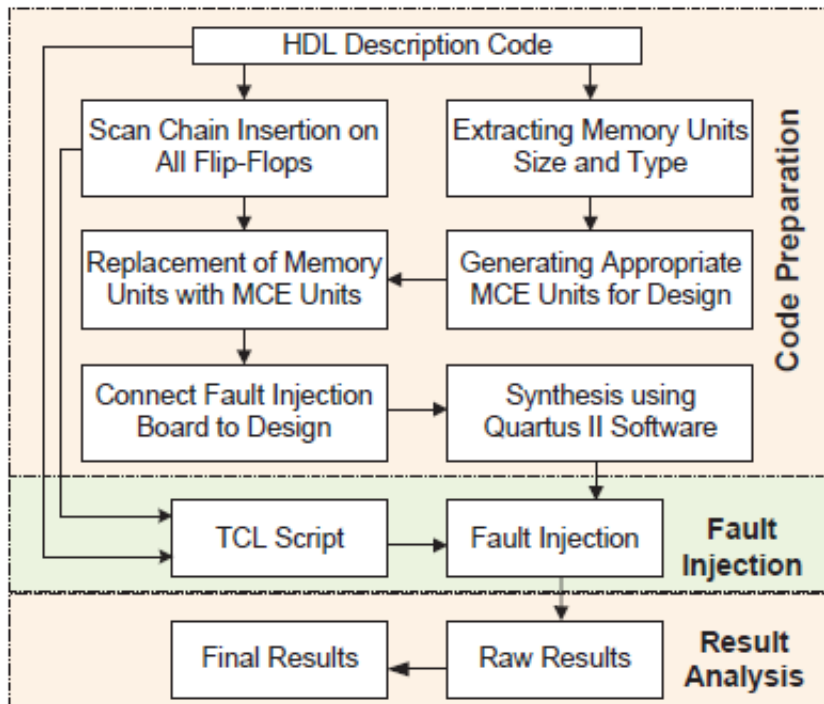 HDL Description Code
Scan Chain Insertion on
All Flip-Flops
Extracting Memory Units
Size and Type
Replacement of Memory
Units with MCE Units
Generating Appropriate
MCE Units for Design
Connect Fault Injection
Board to Design
Synthesis using
Quartus II Software
Code Preparation
TCL Script
Fault Injection
Fault
Injection
Final Results
Raw Results
Result
Analysis